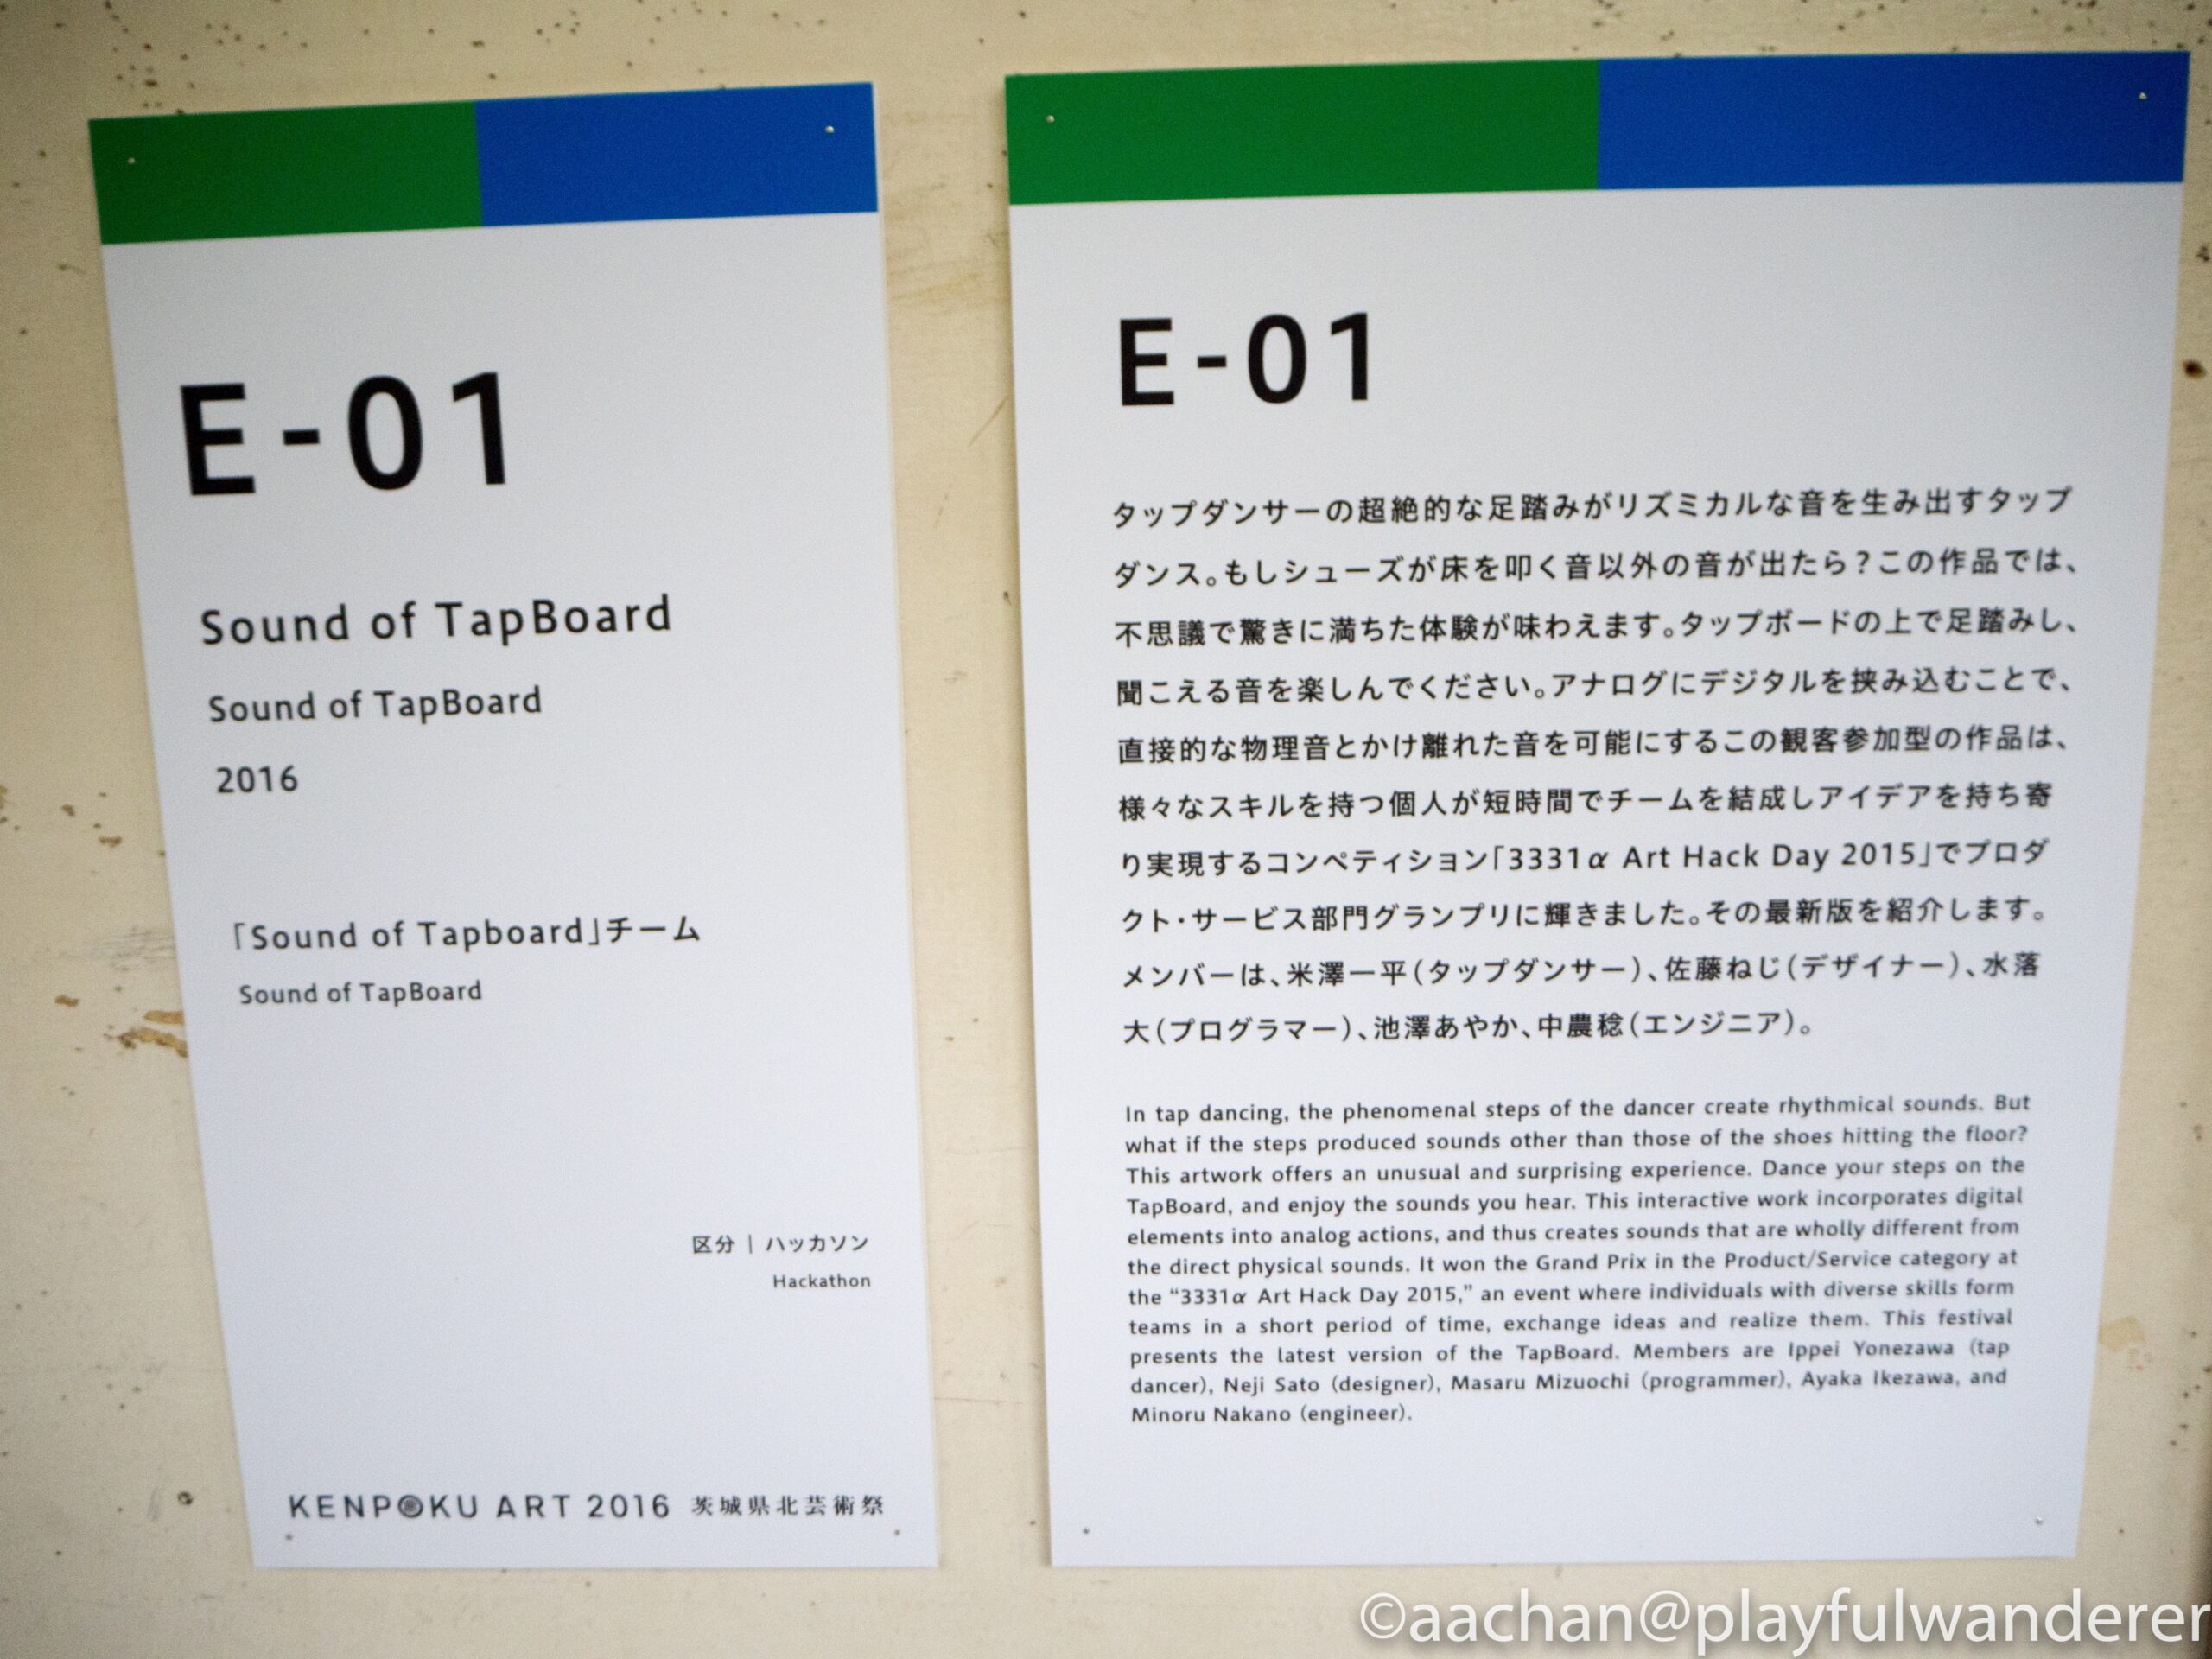 E-01
Sound of TapBoard
Sound of TapBoard
2016
「Sound of Tapboard」チーム
Sound of TapBoard
区分｜ハッカソン
Hackathon
KENPOKU ART 2016 茨城県北芸術祭
E-01
タップダンサーの超絶的な足踏みがリズミカルな音を生み出すタップ
ダンス。もしシューズが床を叩く音以外の音が出たら？この作品では、
不思議で驚きに満ちた体験が味わえます。タップボードの上で足踏みし、
聞こえる音を楽しんでください。アナログにデジタルを挟み込むことで、
直接的な物理音とかけ離れた音を可能にするこの観客参加型の作品は、
様々なスキルを持つ個人が短時間でチームを結成しアイデアを持ち寄
り実現するコンペティション「3331α Art Hack Day 2015」でプロダ
クト・サービス部門グランプリに輝きました。その最新版を紹介します。
メンバーは、米澤一平（タップダンサー）、佐藤ねじ（デザイナー）、水落
大（プログラマー）、池澤あやか、中農稔（エンジニア）。
In tap dancing, the phenomenal steps of the dancer create rhythmical sounds. But
what if the steps produced sounds other than those of the shoes hitting the floor?
This artwork offers an unusual and surprising experience. Dance your steps on the
TapBoard, and enjoy the sounds you hear. This interactive work incorporates digital
elements into analog actions, and thus creates sounds that are wholly different from
the direct physical sounds. It won the Grand Prix in the Product/Service category at
the “3331α Art Hack Day 2015,” an event where individuals with diverse skills form
teams in a short period of time, exchange ideas and realize them. This festival
presents the latest version of the TapBoard. Members are Ippei Yonezawa (tap
dancer), Neji Sato (designer), Masaru Mizuochi (programmer), Ayaka Ikezawa, and
Minoru Nakano (engineer).
©aachan@playfulwanderer